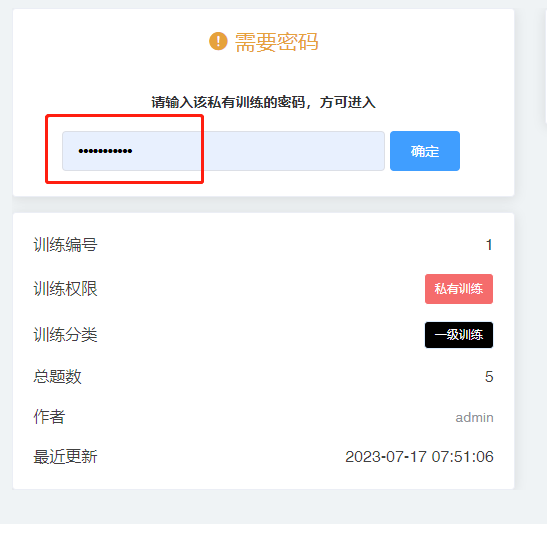 需要密码
请输入该私有训练的密码，方可进入
••••••••••• 确定
训练编号 1
训练权限 私有训练
训练分类 一级训练
总题数 5
作者 admin
最近更新 2023-07-17 07:51:06